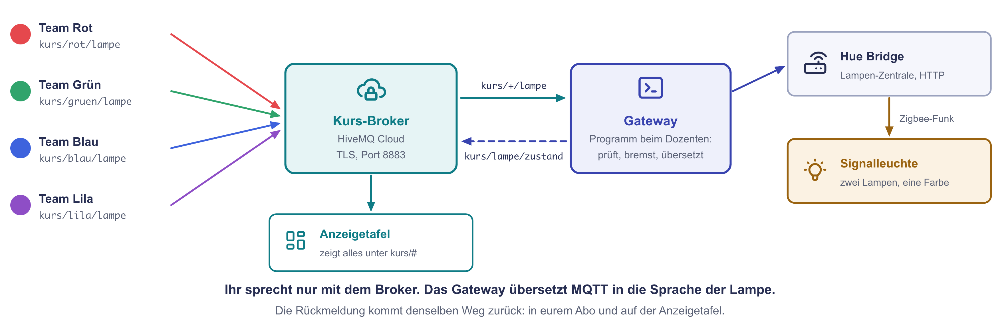 Team Rot
kurs/rot/lampe
Team Grün
kurs/gruen/lampe
Team Blau
kurs/blau/lampe
Team Lila
kurs/lila/lampe
Kurs-Broker
HiveMQ Cloud
TLS, Port 8883
kurs/+/lampe
kurs/lampe/zustand
Gateway
Programm beim Dozenten:
prüft, bremst, übersetzt
Hue Bridge
Lampen-Zentrale, HTTP
Zigbee-Funk
Signalleuchte
zwei Lampen, eine Farbe
Anzeigetafel
zeigt alles unter kurs/#
Ihr sprecht nur mit dem Broker. Das Gateway übersetzt MQTT in die Sprache der Lampe.
Die Rückmeldung kommt denselben Weg zurück: in eurem Abo und auf der Anzeigetafel.